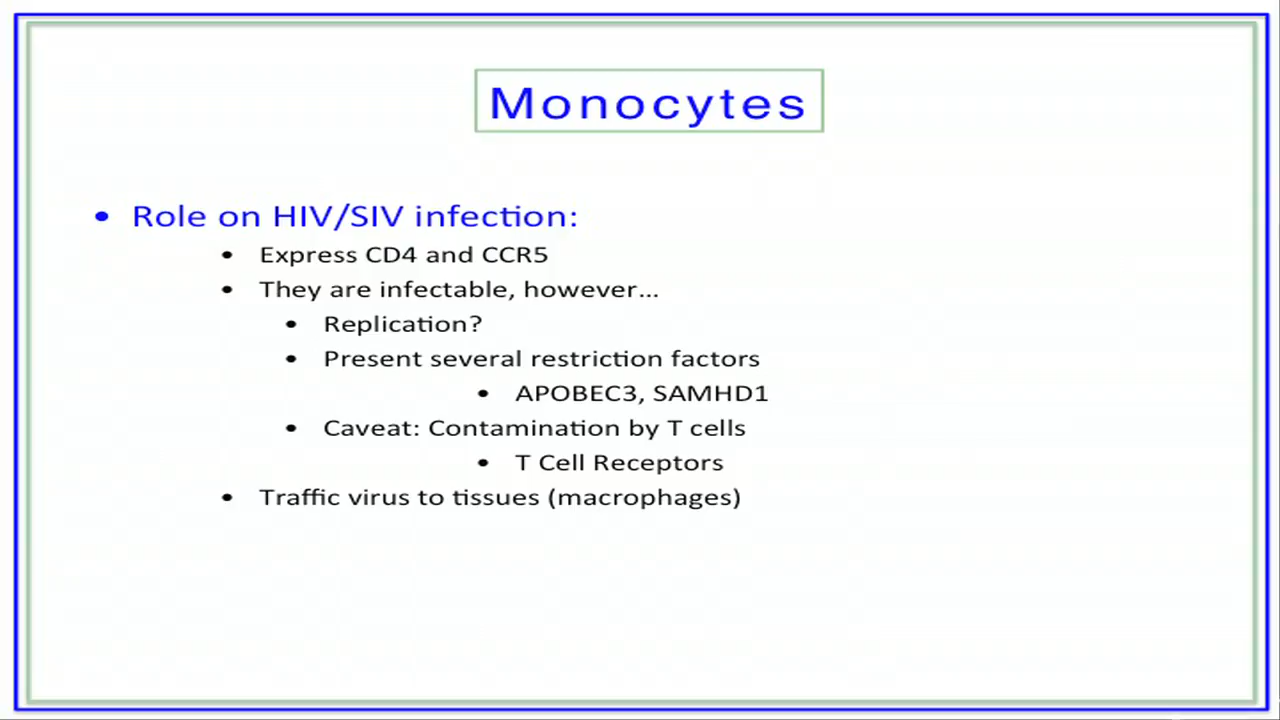 Monocytes
• Role on HIV/SIV infection:
• Express CD4 and CCR5
• They are infectable, however...
• Replication?
• Present several restriction factors
• APOBEC3, SAMHD1
• Caveat: Contamination by T cells
• T Cell Receptors
• Traffic virus to tissues (macrophages)